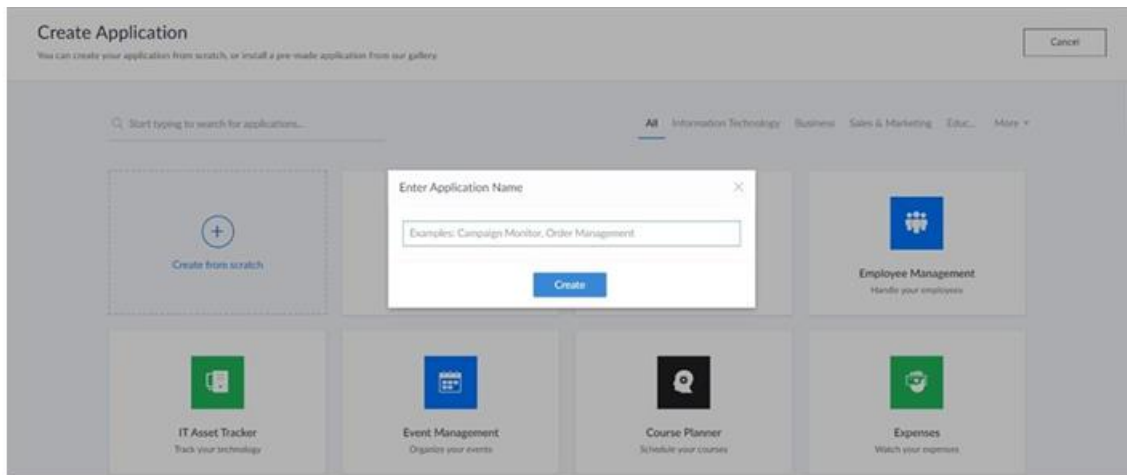 Create Application
You can create your application from scratch, or install a pre-made application from our gallery
Cancel
Start typing to search for applications...
All Information Technology Business Sales & Marketing Educ... More
Enter Application Name
Examples: Campaign Monitor, Order Management
Create
Create from scratch
Employee Management
Handle your employees
IT Asset Tracker
Track your technology
Event Management
Organize your events
Course Planner
Schedule your courses
Expenses
Watch your expenses